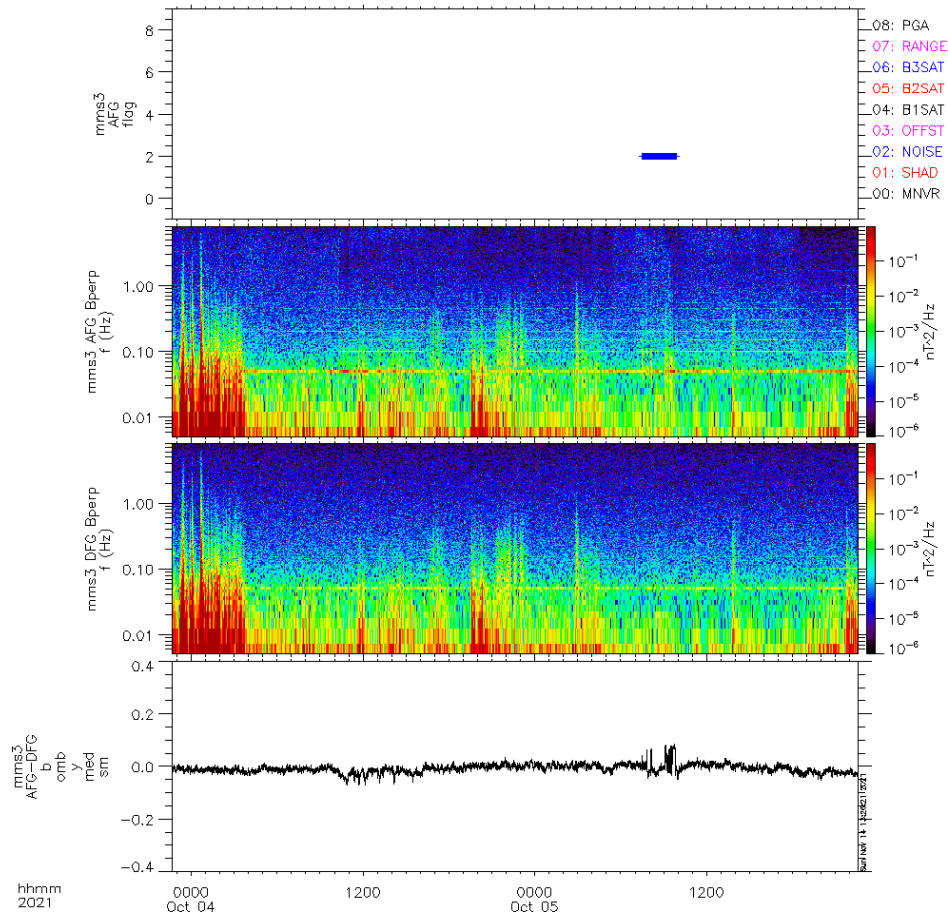 8
6
4
2
0
mms3
AFG
flag
08: PGA
07: RANGE
06: B3SAT
05: B2SAT
04: B1SAT
03: OFFST
02: NOISE
01: SHAD
00: MNVR
1.00
0.10
0.01
mms3 AFG Bperp
f (Hz)
10^-1
10^-2
10^-3
10^-4
10^-5
10^-6
nT^2/Hz
1.00
0.10
0.01
mms3 DFG Bperp
f (Hz)
10^-1
10^-2
10^-3
10^-4
10^-5
10^-6
nT^2/Hz
0.4
0.2
0.0
-0.2
-0.4
mms3
AFG-DFG
b
omb
y
med
sm
hhmm
2021
0000
Oct 04
1200
0000
Oct 05
1200
Sun Nov 14
2021